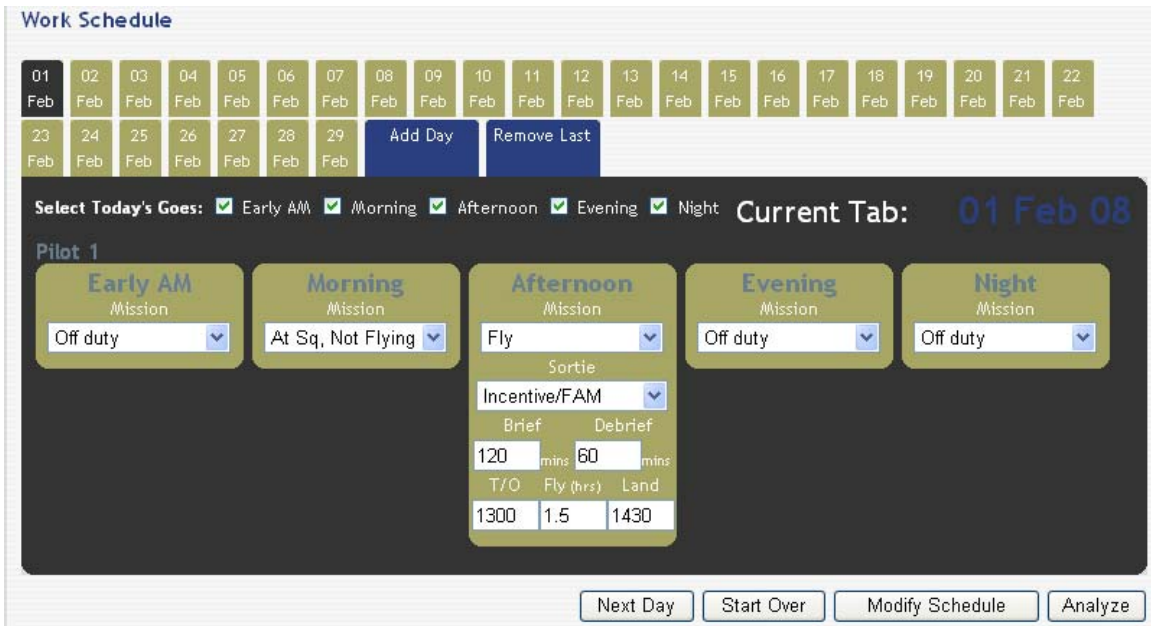 Work Schedule
01 02 03 04 05 06 07 08 09 10 11 12 13 14 15 16 17 18 19 20 21 22
Feb Feb Feb Feb Feb Feb Feb Feb Feb Feb Feb Feb Feb Feb Feb Feb Feb Feb Feb Feb Feb Feb
23 24 25 26 27 28 29 Add Day Remove Last
Feb Feb Feb Feb Feb Feb Feb
Select Today's Goes: Early AM Morning Afternoon Evening Night Current Tab: 01 Feb 08
Pilot 1
Early AM Morning Afternoon Evening Night
Mission Mission Mission Mission Mission
Off duty At Sq, Not Flying Fly Off duty Off duty
Sortie
Incentive/FAM
Brief Debrief
120 mins 60 mins
T/O Fly (hrs) Land
1300 1.5 1430
Next Day Start Over Modify Schedule Analyze